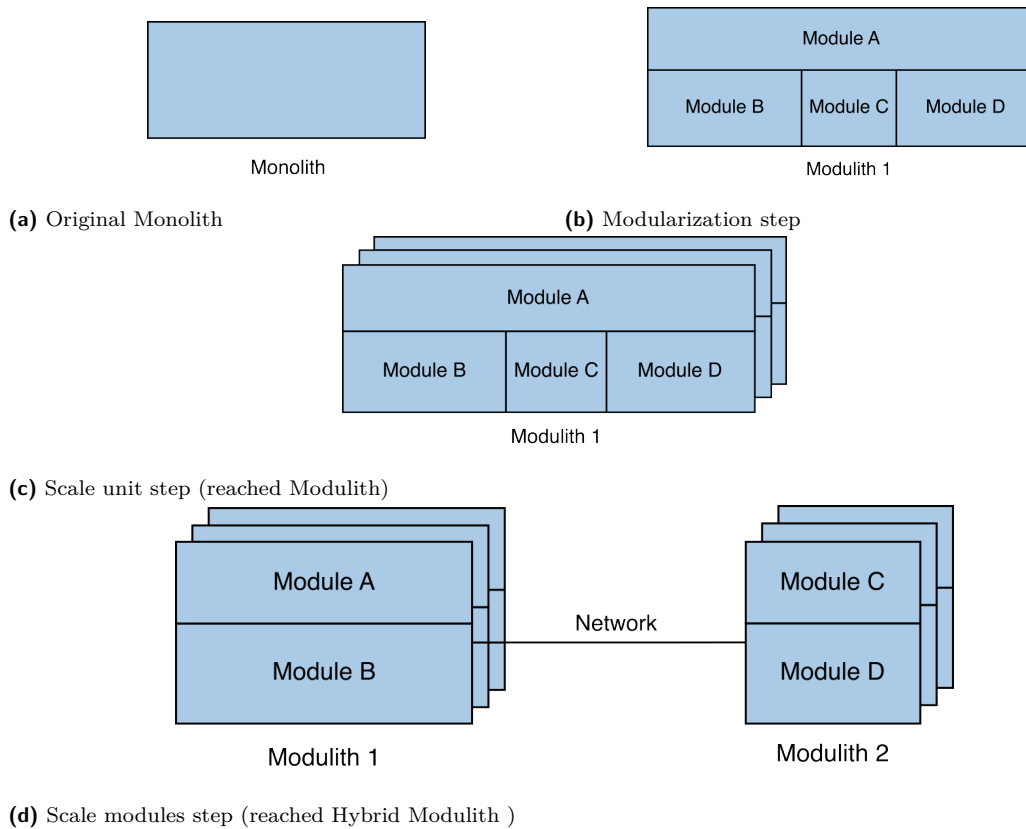 Monolith
(a) Original Monolith
Module A
Module B Module C Module D
Modulith 1
(b) Modularization step
Module A
Module B Module C Module D
Modulith 1
(c) Scale unit step (reached Modulith)
Module A
Module B
Modulith 1
Network
Module C
Module D
Modulith 2
(d) Scale modules step (reached Hybrid Modulith )